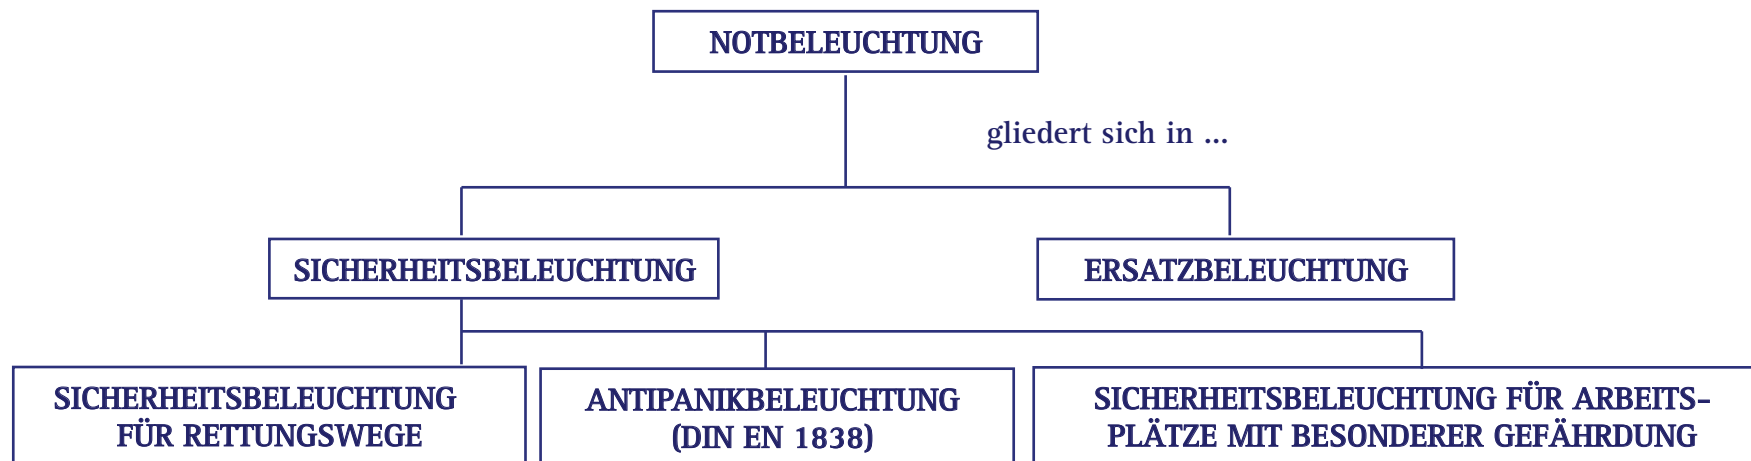 NOTBELEUCHTUNG
gliedert sich in ...
SICHERHEITSBELEUCHTUNG
ERSATZBELEUCHTUNG
SICHERHEITSBELEUCHTUNG
FÜR RETTUNGSWEGE
ANTIPANIKBELEUCHTUNG
(DIN EN 1838)
SICHERHEITSBELEUCHTUNG FÜR ARBEITS-
PLÄTZE MIT BESONDERER GEFÄHRDUNG